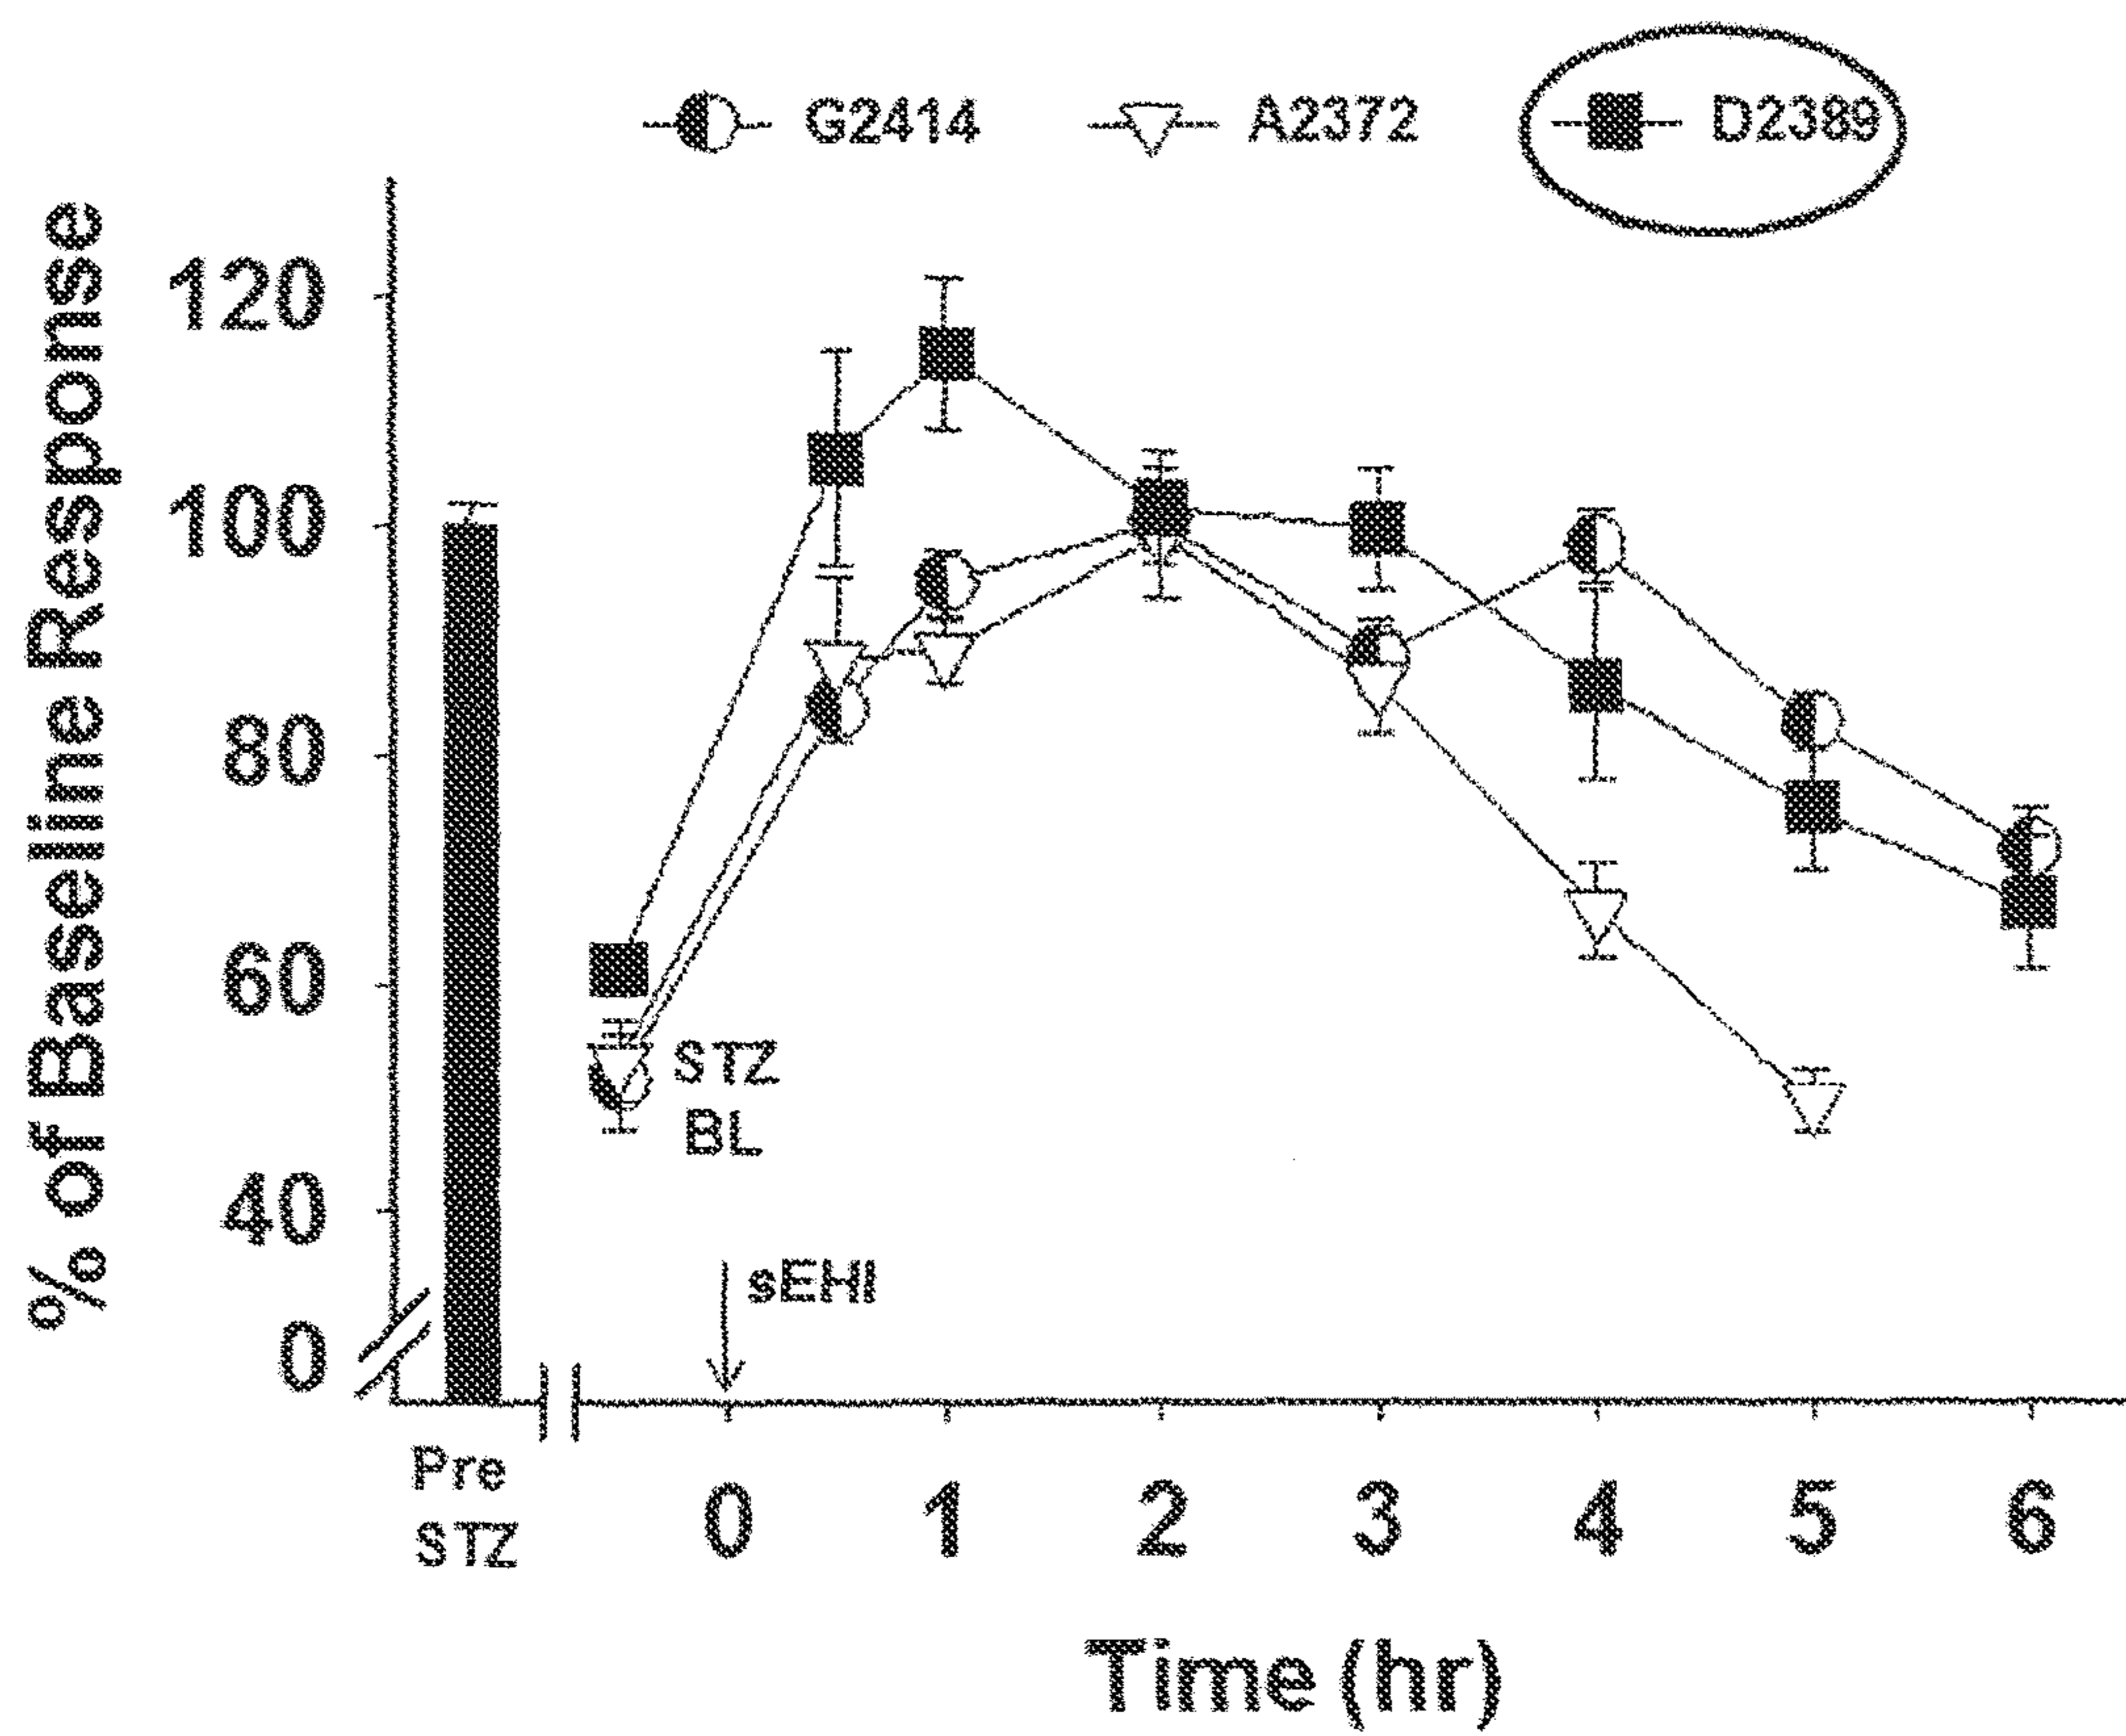 G2414 A2372 D2389
% of Baseline Response
120
100
80
60
40
0
STZ
BL
sEHI
Pre
STZ
0 1 2 3 4 5 6
Time (hr)